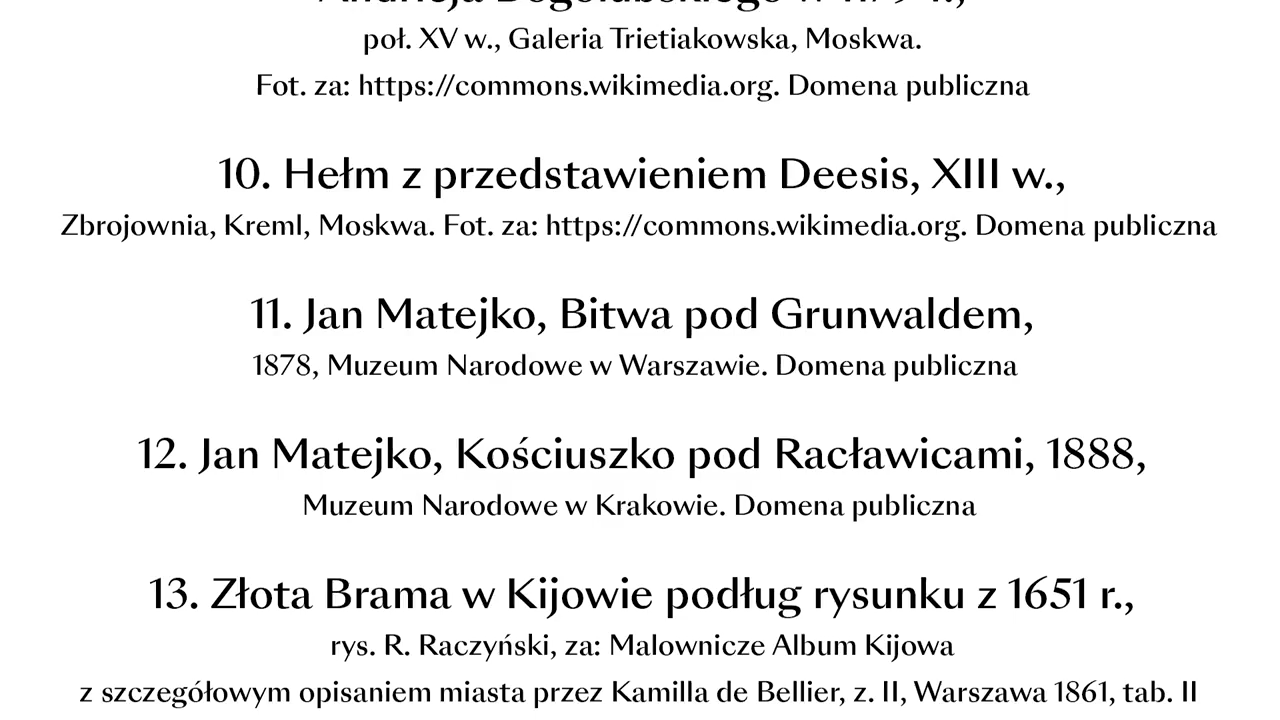 Andrieja Bogolubskiego w 1179 r.,
poł. XV w., Galeria Trietiakowska, Moskwa.
Fot. za: https://commons.wikimedia.org. Domena publiczna
10. Hełm z przedstawieniem Deesis, XIII w.,
Zbrojownia, Kreml, Moskwa. Fot. za: https://commons.wikimedia.org. Domena publiczna
11. Jan Matejko, Bitwa pod Grunwaldem,
1878, Muzeum Narodowe w Warszawie. Domena publiczna
12. Jan Matejko, Kościuszko pod Racławicami, 1888,
Muzeum Narodowe w Krakowie. Domena publiczna
13. Złota Brama w Kijowie podług rysunku z 1651 r.,
rys. R. Raczyński, za: Malownicze Album Kijowa
z szczegółowym opisaniem miasta przez Kamilla de Bellier, z. II, Warszawa 1861, tab. II